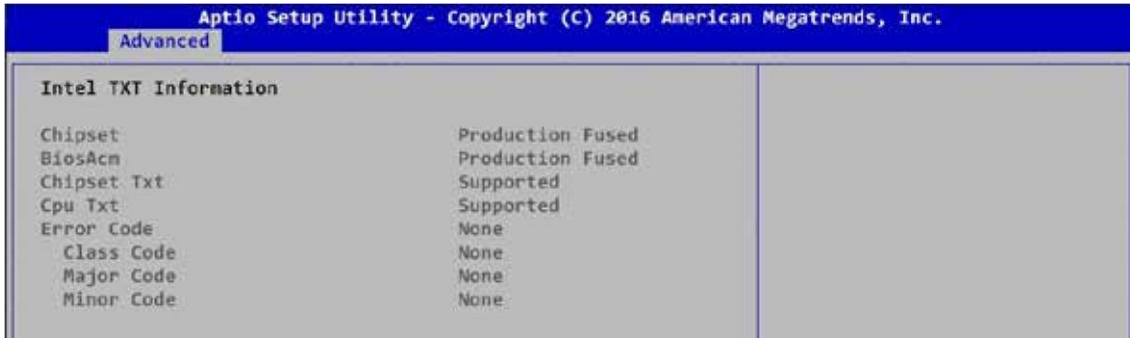 Aptio Setup Utility - Copyright (C) 2016 American Megatrends, Inc.
Advanced
Intel TXT Information
Chipset Production Fused
BiosAcm Production Fused
Chipset Txt Supported
Cpu Txt Supported
Error Code None
Class Code None
Major Code None
Minor Code None